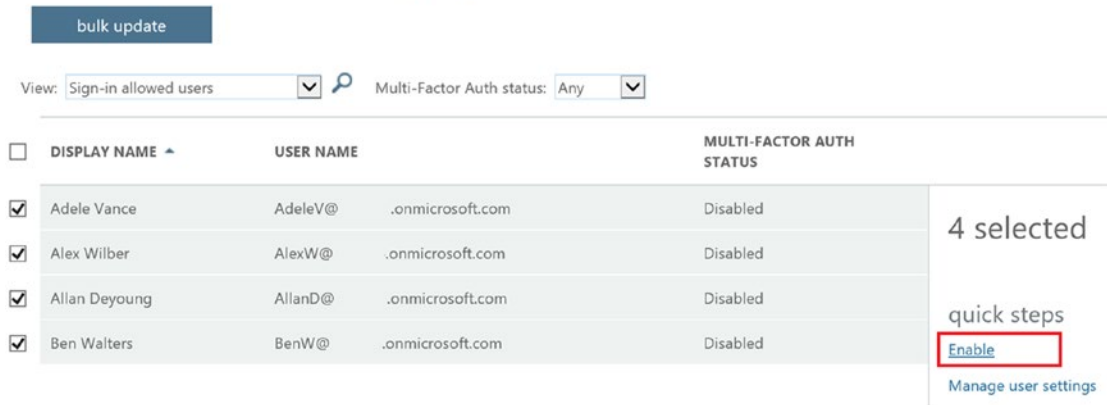 bulk update
View: Sign-in allowed users Multi-Factor Auth status: Any
DISPLAY NAME USER NAME MULTI-FACTOR AUTH STATUS
Adele Vance AdeleV@ .onmicrosoft.com Disabled
Alex Wilber AlexW@ .onmicrosoft.com Disabled
Allan Deyoung AllanD@ .onmicrosoft.com Disabled
Ben Walters BenW@ .onmicrosoft.com Disabled
4 selected
quick steps
Enable
Manage user settings